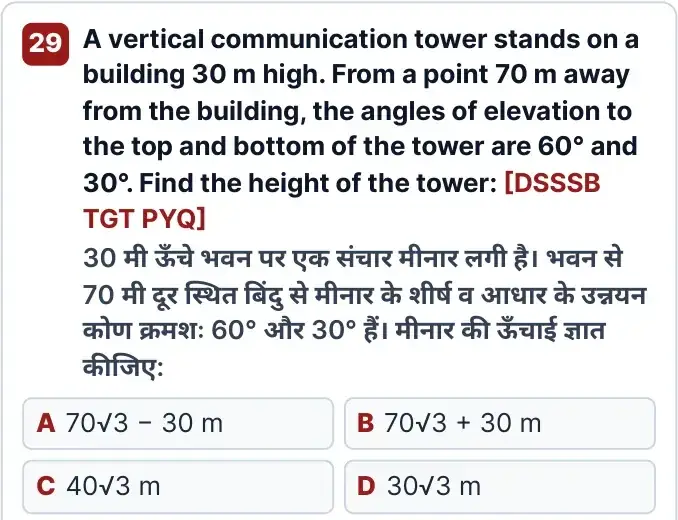 29 A vertical communication tower stands on a
building 30 m high. From a point 70 m away
from the building, the angles of elevation to
the top and bottom of the tower are 60° and
30°. Find the height of the tower: [DSSSB
TGT PYQ]
30 मी ऊँचे भवन पर एक संचार मीनार लगी है। भवन से
70 मी दूर स्थित बिंदु से मीनार के शीर्ष व आधार के उन्नयन
कोण क्रमशः 60° और 30° हैं। मीनार की ऊँचाई ज्ञात
कीजिए:
A 70√3 − 30 m
B 70√3 + 30 m
C 40√3 m
D 30√3 m